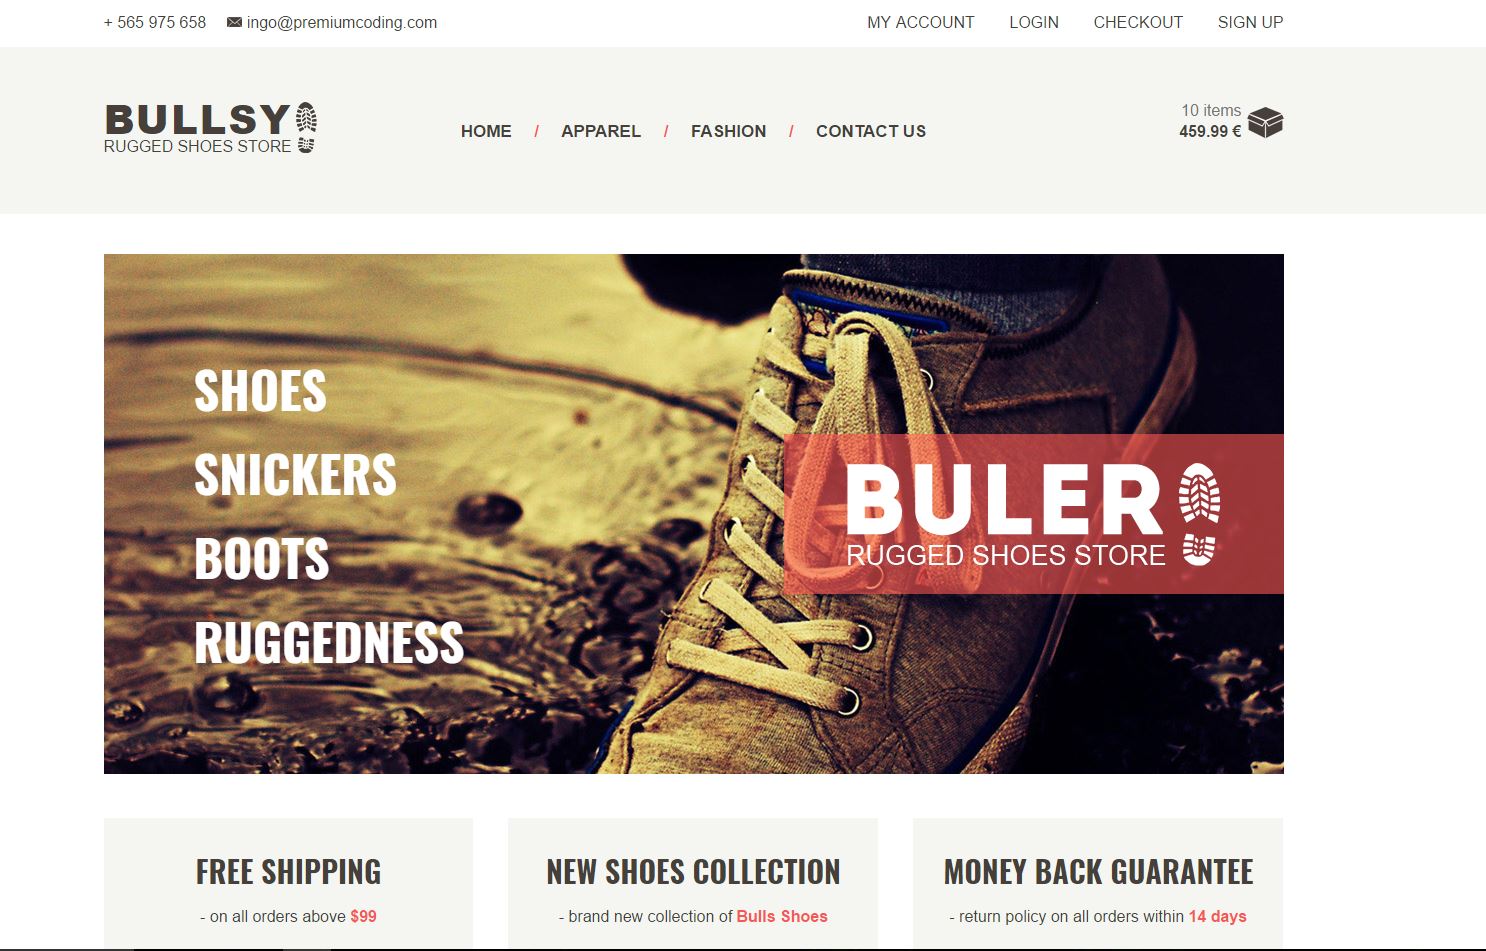 + 565 975 658 ingo@premiumcoding.com MY ACCOUNT LOGIN CHECKOUT SIGN UP
BULLSY
RUGGED SHOES STORE
HOME / APPAREL / FASHION / CONTACT US
10 items
459.99 €
SHOES
SNICKERS
BOOTS
RUGGEDNESS
BULER
RUGGED SHOES STORE
FREE SHIPPING
- on all orders above $99
NEW SHOES COLLECTION
- brand new collection of Bulls Shoes
MONEY BACK GUARANTEE
- return policy on all orders within 14 days